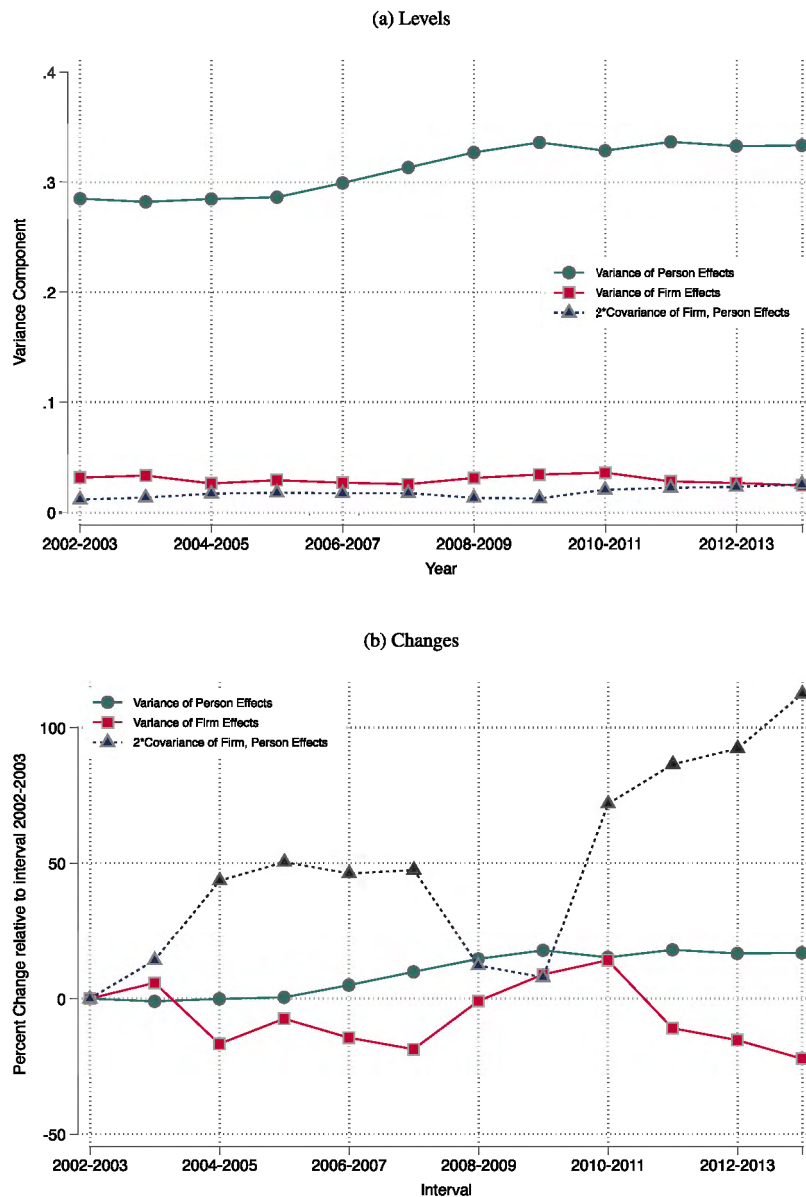 (a) Levels
.4
.3
.2
.1
0
Variance Component
Variance of Person Effects
Variance of Firm Effects
2*Covariance of Firm, Person Effects
2002-2003 2004-2005 2006-2007 2008-2009 2010-2011 2012-2013
Year
(b) Changes
Variance of Person Effects
Variance of Firm Effects
2*Covariance of Firm, Person Effects
100
50
0
-50
Percent Change relative to interval 2002-2003
2002-2003 2004-2005 2006-2007 2008-2009 2010-2011 2012-2013
Interval